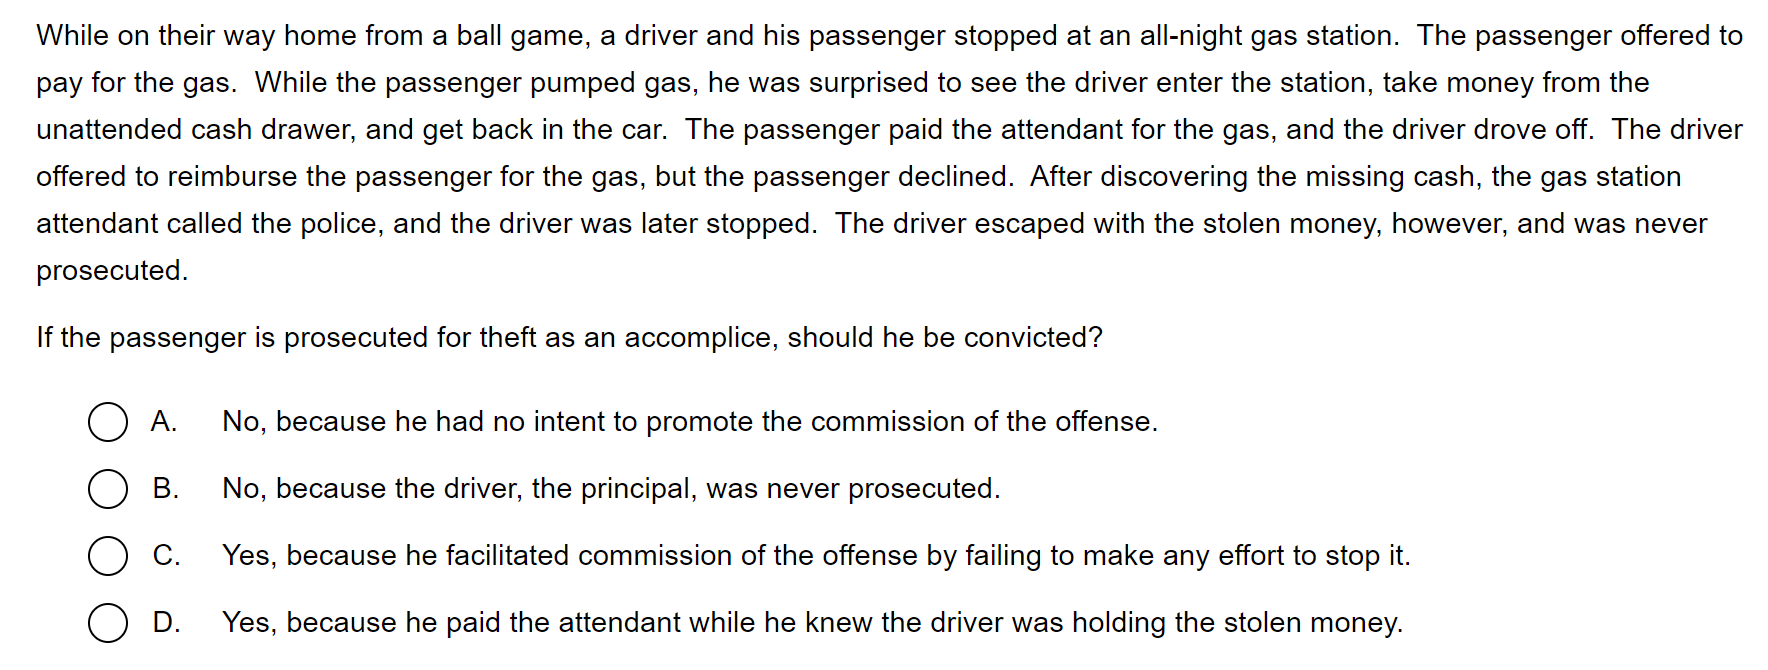 While on their way home from a ball game, a driver and his passenger stopped at an all-night gas station.  The passenger offered to
pay for the gas.  While the passenger pumped gas, he was surprised to see the driver enter the station, take money from the
unattended cash drawer, and get back in the car.  The passenger paid the attendant for the gas, and the driver drove off.  The driver
offered to reimburse the passenger for the gas, but the passenger declined.  After discovering the missing cash, the gas station
attendant called the police, and the driver was later stopped.  The driver escaped with the stolen money, however, and was never
prosecuted.
If the passenger is prosecuted for theft as an accomplice, should he be convicted?
A. No, because he had no intent to promote the commission of the offense.
B. No, because the driver, the principal, was never prosecuted.
C. Yes, because he facilitated commission of the offense by failing to make any effort to stop it.
D. Yes, because he paid the attendant while he knew the driver was holding the stolen money.